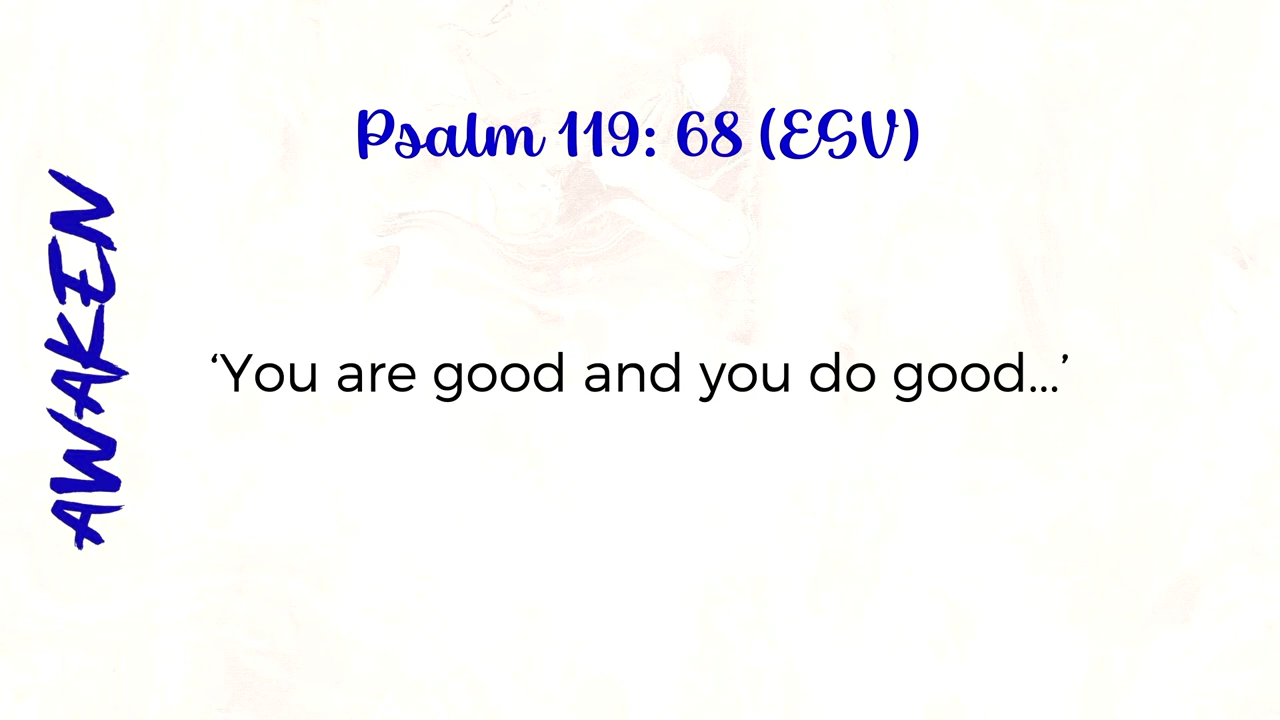 Psalm 119: 68 (ESV)
AWAKEN
‘You are good and you do good...’